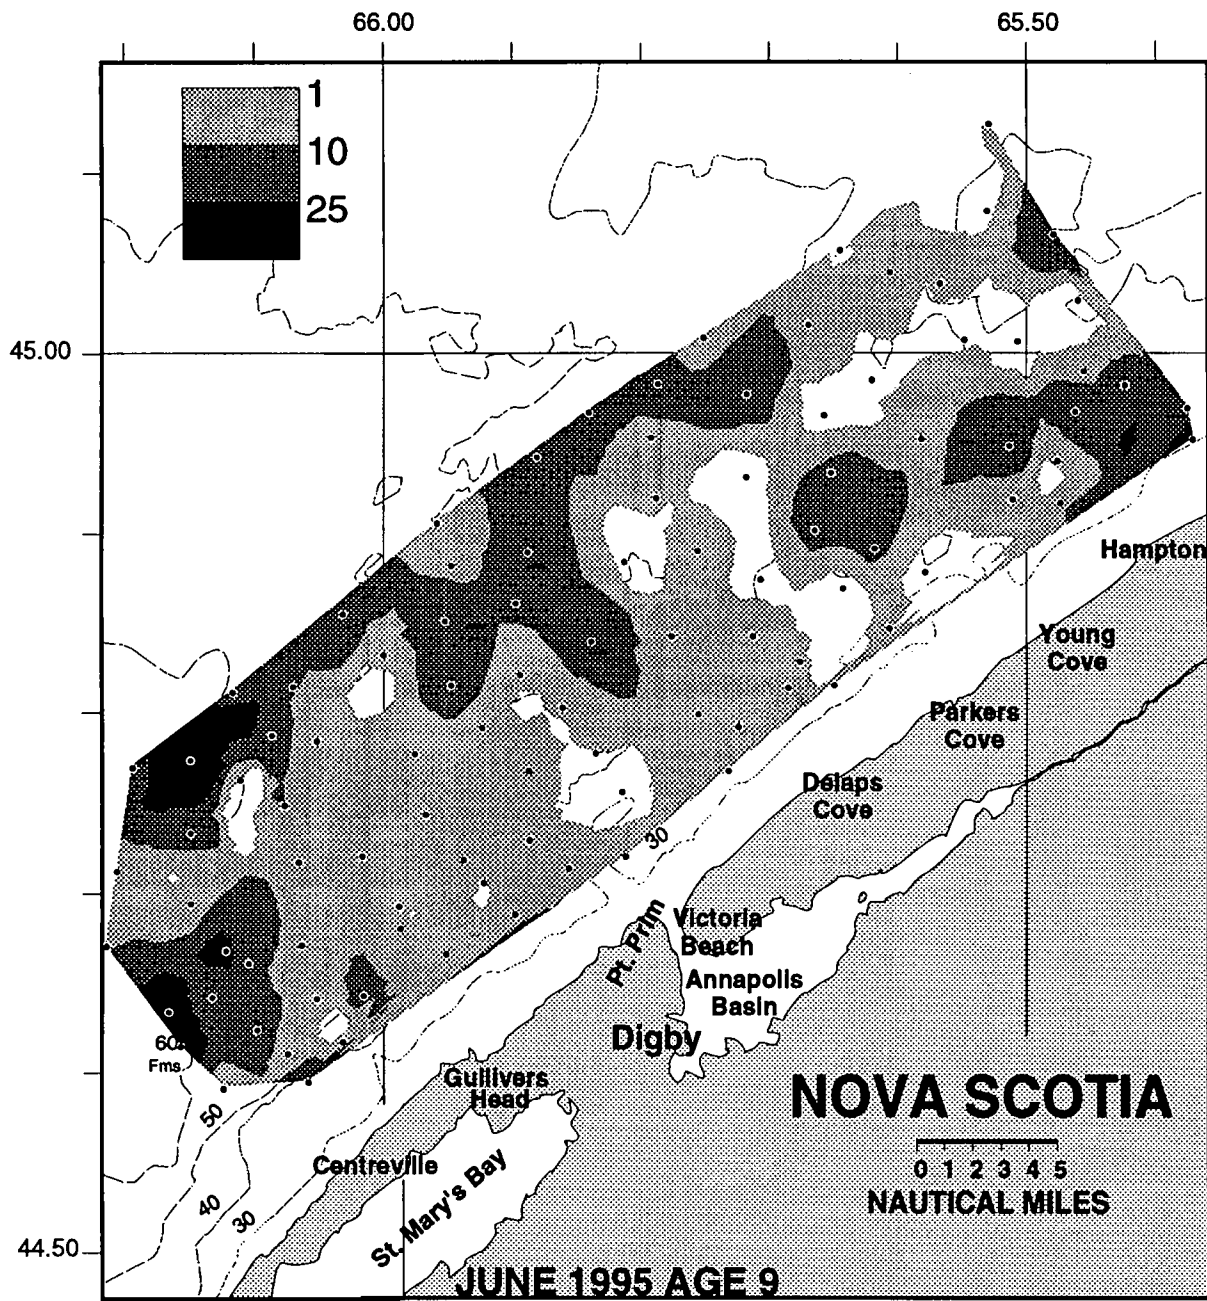 66.00
65.50
1
10
25
45.00
Hampton
Young
Cove
Parkers
Cove
Delaps
Cove
30
Pt. Prim
Victoria
Beach
Annapolis
Basin
Digby
60
Fms.
50
Gullivers
Head
NOVA SCOTIA
0 1 2 3 4 5
NAUTICAL MILES
Centreville
St. Mary's Bay
40
30
44.50
JUNE 1995 AGE 9